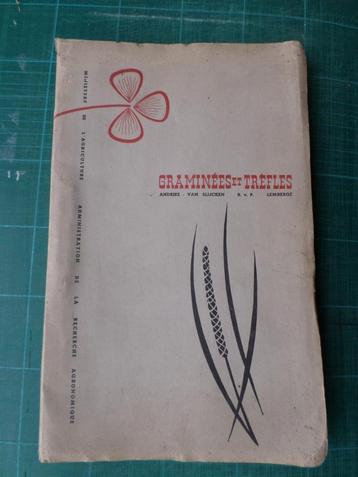 GRAMINÉES ET TRÈFLES
ANDRIES - VAN SLIJCKEN R. v. P. LEMBERGE
MINISTÈRE DE L'AGRICULTURE ADMINISTRATION DE LA RECHERCHE AGRONOMIQUE